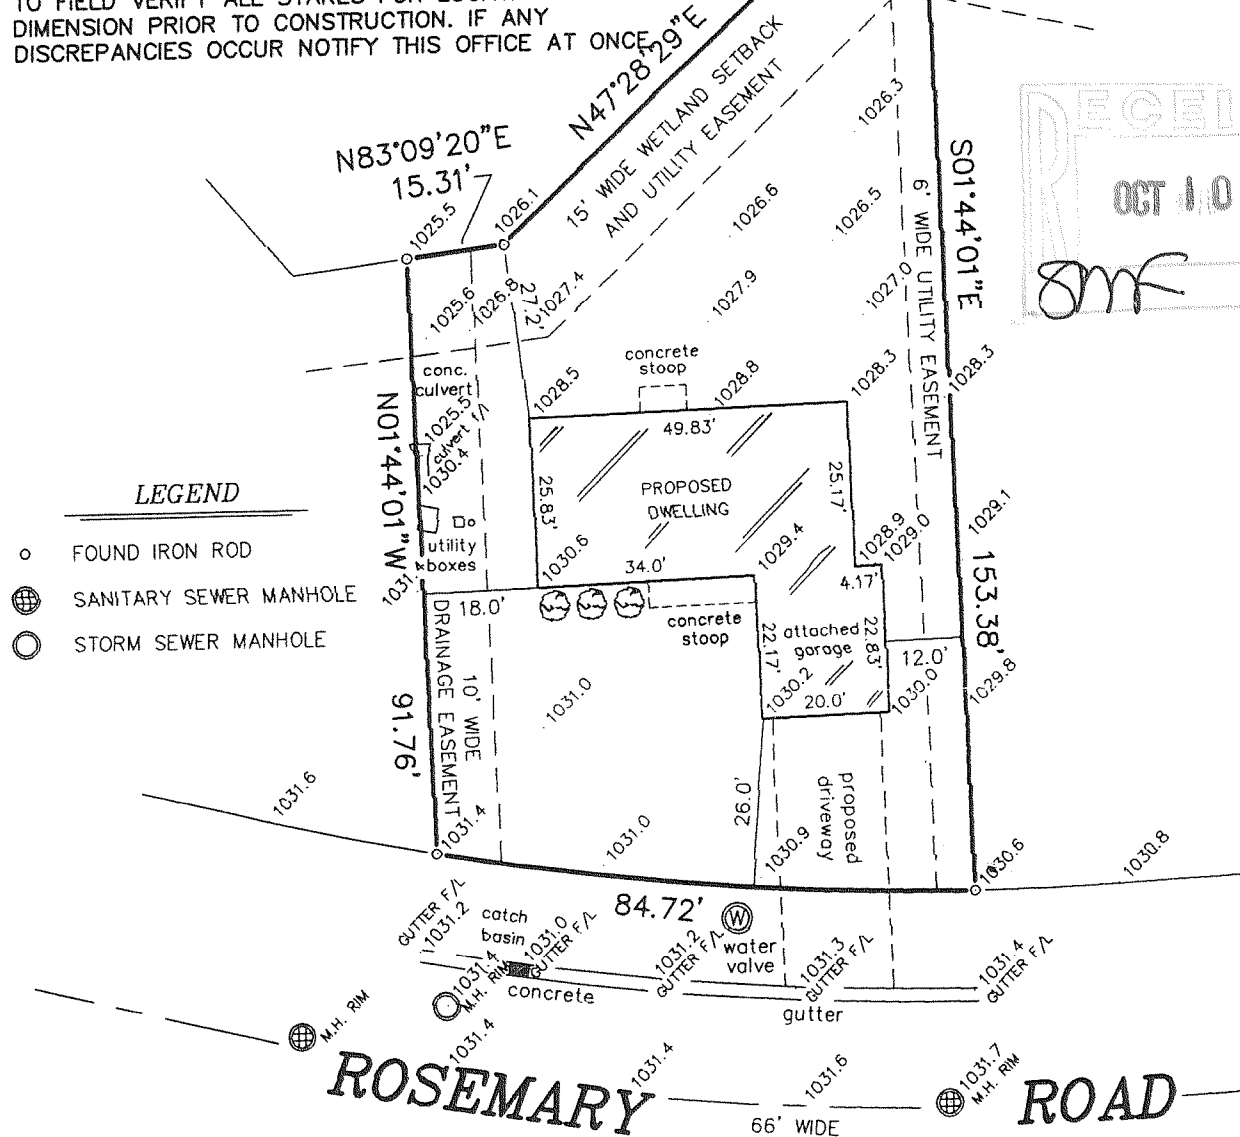 DIMENSION PRIOR TO CONSTRUCTION. IF ANY
DISCREPANCIES OCCUR NOTIFY THIS OFFICE AT ONCE
N47°28'29"E
15' WIDE WETLAND SETBACK
AND UTILITY EASEMENT
N83°09'20"E
15.31'
1025.5
1026.1
1026.3
1026.6
1026.5
1027.0
1027.9
6' WIDE UTILITY EASEMENT
S01°44'01"E
153.38'
OCT 10
1025.6
1026.8
27.2'
1027.4
conc.
culvert
1025.5
culvert f/l
1030.4
N01°44'01"W
91.76'
utility
boxes
1031.
1028.5
concrete
stoop
1028.8
1028.3
1028.3
49.83'
25.83'
PROPOSED
DWELLING
25.17'
1030.6
34.0'
1029.4
1028.9
1029.0
1029.1
4.17'
LEGEND
FOUND IRON ROD
SANITARY SEWER MANHOLE
STORM SEWER MANHOLE
18.0'
concrete
stoop
22.17'
attached
garage
22.83'
12.0'
1030.2
20.0'
1030.0
1029.8
10' WIDE
DRAINAGE EASEMENT
1031.0
26.0'
proposed
driveway
1031.6
1031.4
1031.0
1030.9
1030.6
1030.8
84.72'
W
water
valve
GUTTER F/L
1031.2
catch
basin
1031.0
GUTTER F/L
1031.2
GUTTER F/L
1031.3
GUTTER F/L
1031.4
GUTTER F/L
1031.4
M.H. RIM
concrete
gutter
M.H. RIM
1031.4
1031.4
1031.6
1031.7
M.H. RIM
ROSEMARY ROAD
66' WIDE